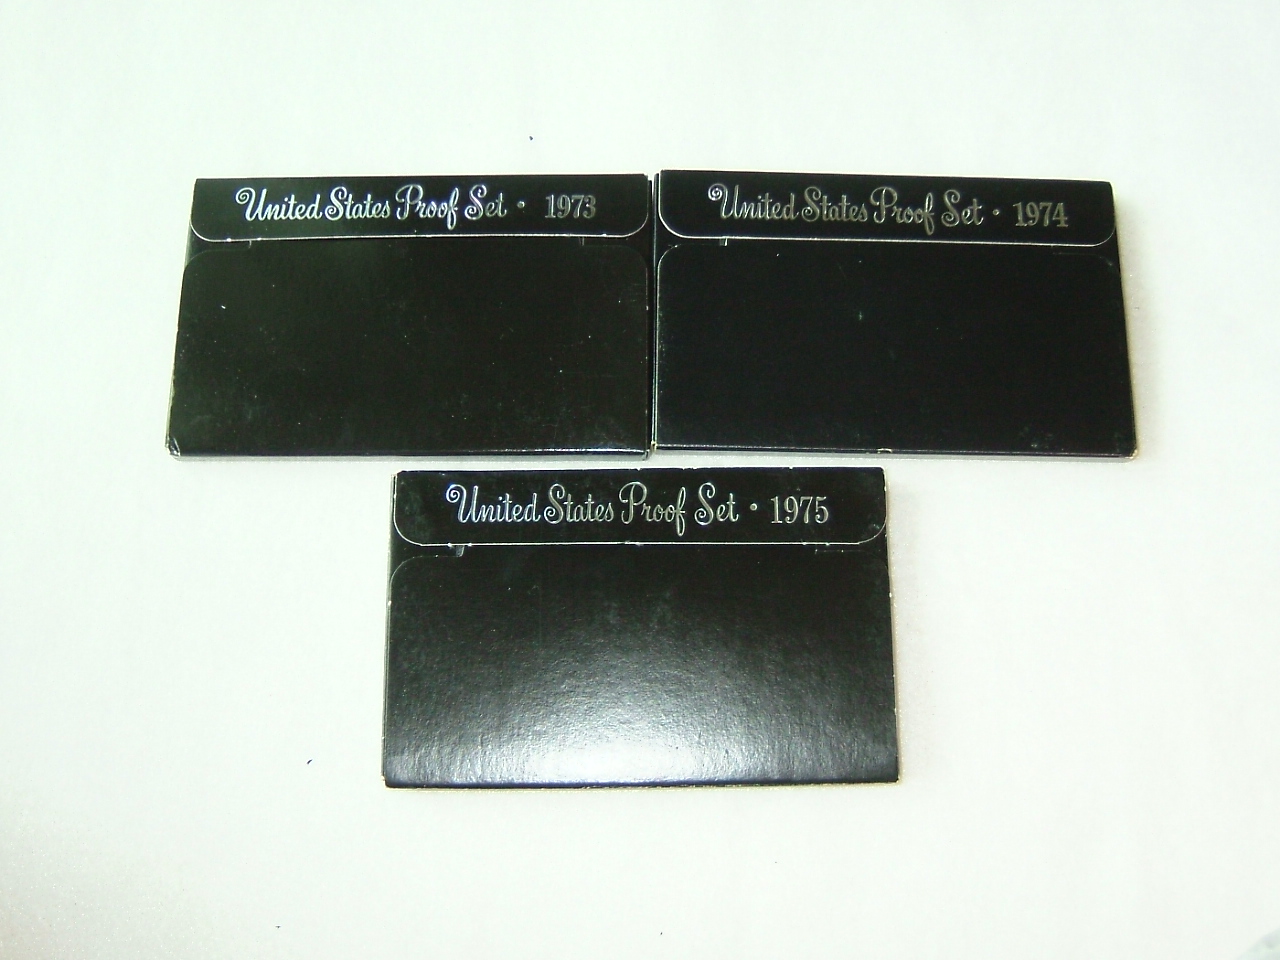 United States Proof Set • 1973
United States Proof Set • 1974
United States Proof Set • 1975